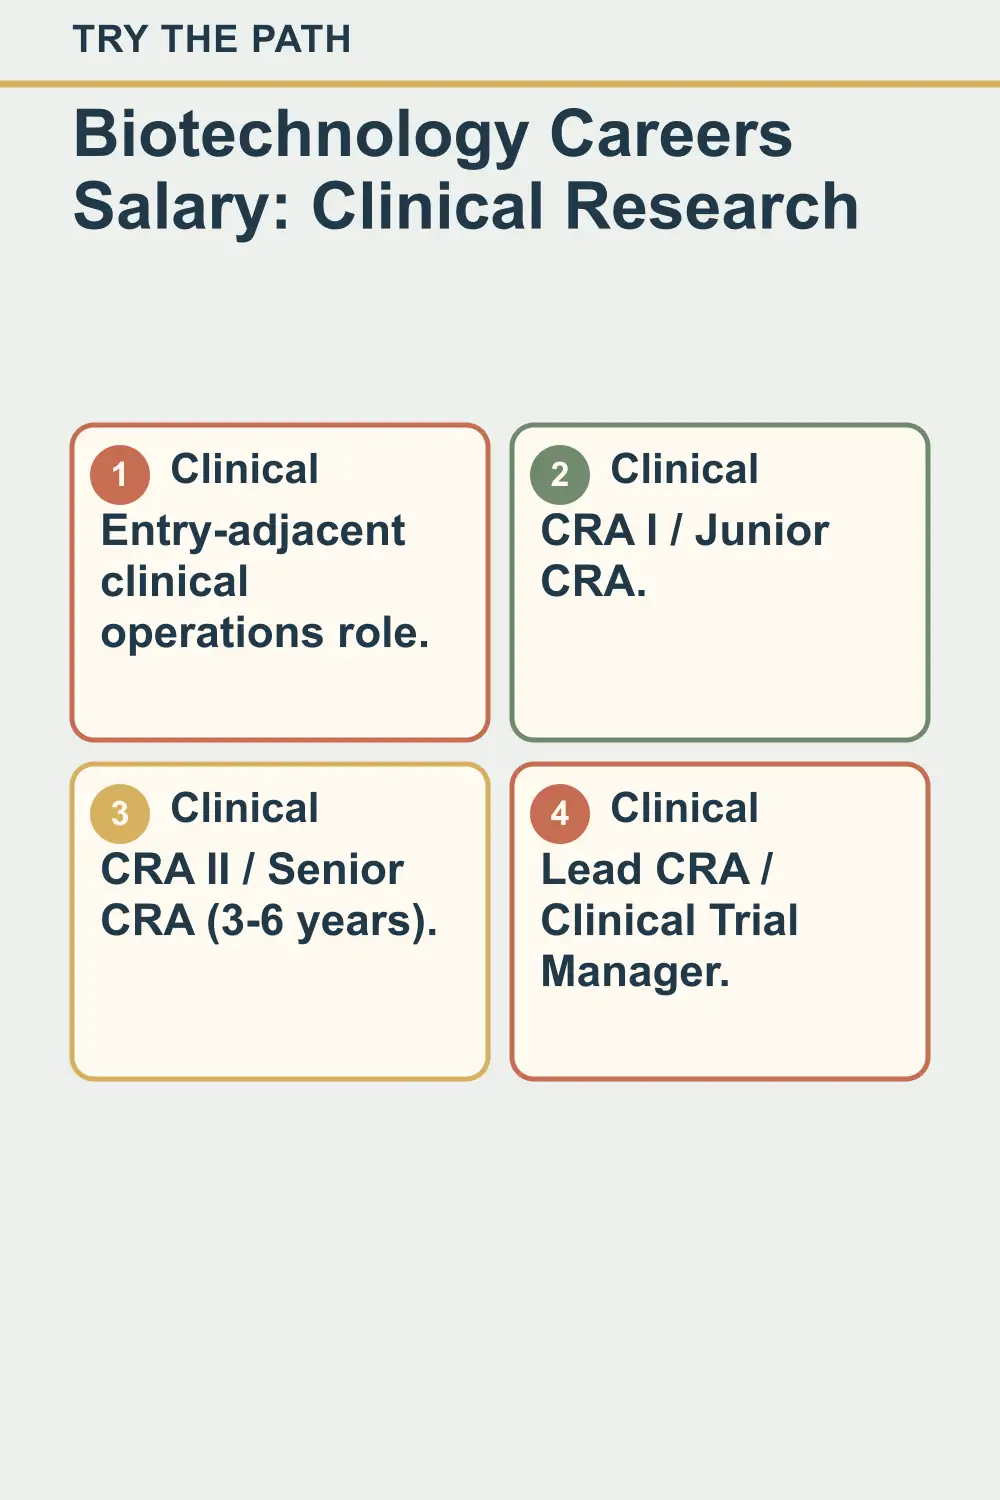 TRY THE PATH
Biotechnology Careers
Salary: Clinical Research
1 Clinical
Entry-adjacent
clinical
operations role.
2 Clinical
CRA I / Junior
CRA.
3 Clinical
CRA II / Senior
CRA (3-6 years).
4 Clinical
Lead CRA /
Clinical Trial
Manager.